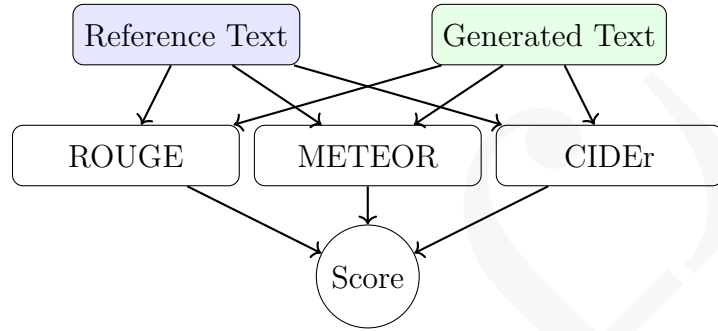 Reference Text
Generated Text
ROUGE
METEOR
CIDEr
Score